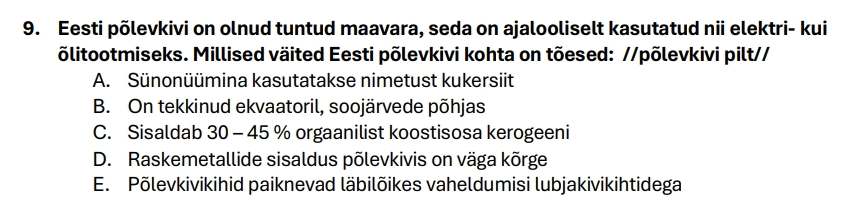 9. Eesti põlevkivi on olnud tuntud maavara, seda on ajalooliselt kasutatud nii elektri- kui
õlitootmiseks. Millised väited Eesti põlevkivi kohta on tõesed: //põlevkivi pilt//
A. Sünonüümina kasutatakse nimetust kukersiit
B. On tekkinud ekvaatoril, soojärvede põhjas
C. Sisaldab 30 – 45 % orgaanilist koostisosa kerogeeni
D. Raskemetallide sisaldus põlevkivis on väga kõrge
E. Põlevkivikihid paiknevad läbilõikes vaheldumisi lubjakivikihtidega